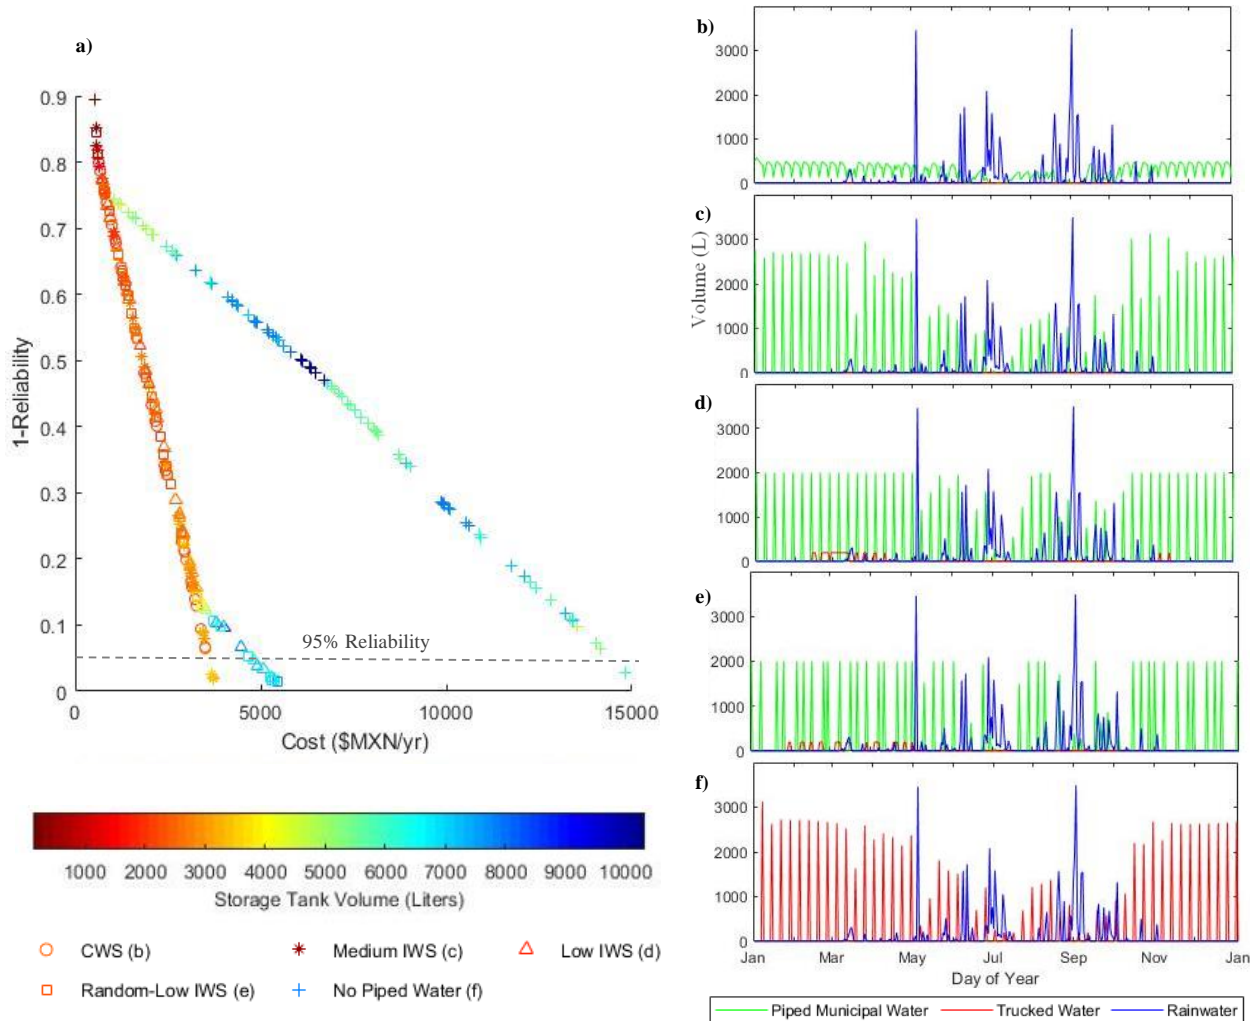 a)
0.9
0.8
0.7
0.6
0.5
0.4
0.3
0.2
0.1
0
1-Reliability
95% Reliability
0 5000 10000 15000
Cost ($MXN/yr)
1000 2000 3000 4000 5000 6000 7000 8000 9000 10000
Storage Tank Volume (Liters)
CWS (b) Medium IWS (c) Low IWS (d)
Random-Low IWS (e) No Piped Water (f)
b)
3000
2000
1000
0
c)
3000
2000
1000
0
Volume (L)
d)
3000
2000
1000
0
e)
3000
2000
1000
0
f)
3000
2000
1000
0
Jan Mar May Jul Sep Nov Jan
Day of Year
Piped Municipal Water Trucked Water Rainwater